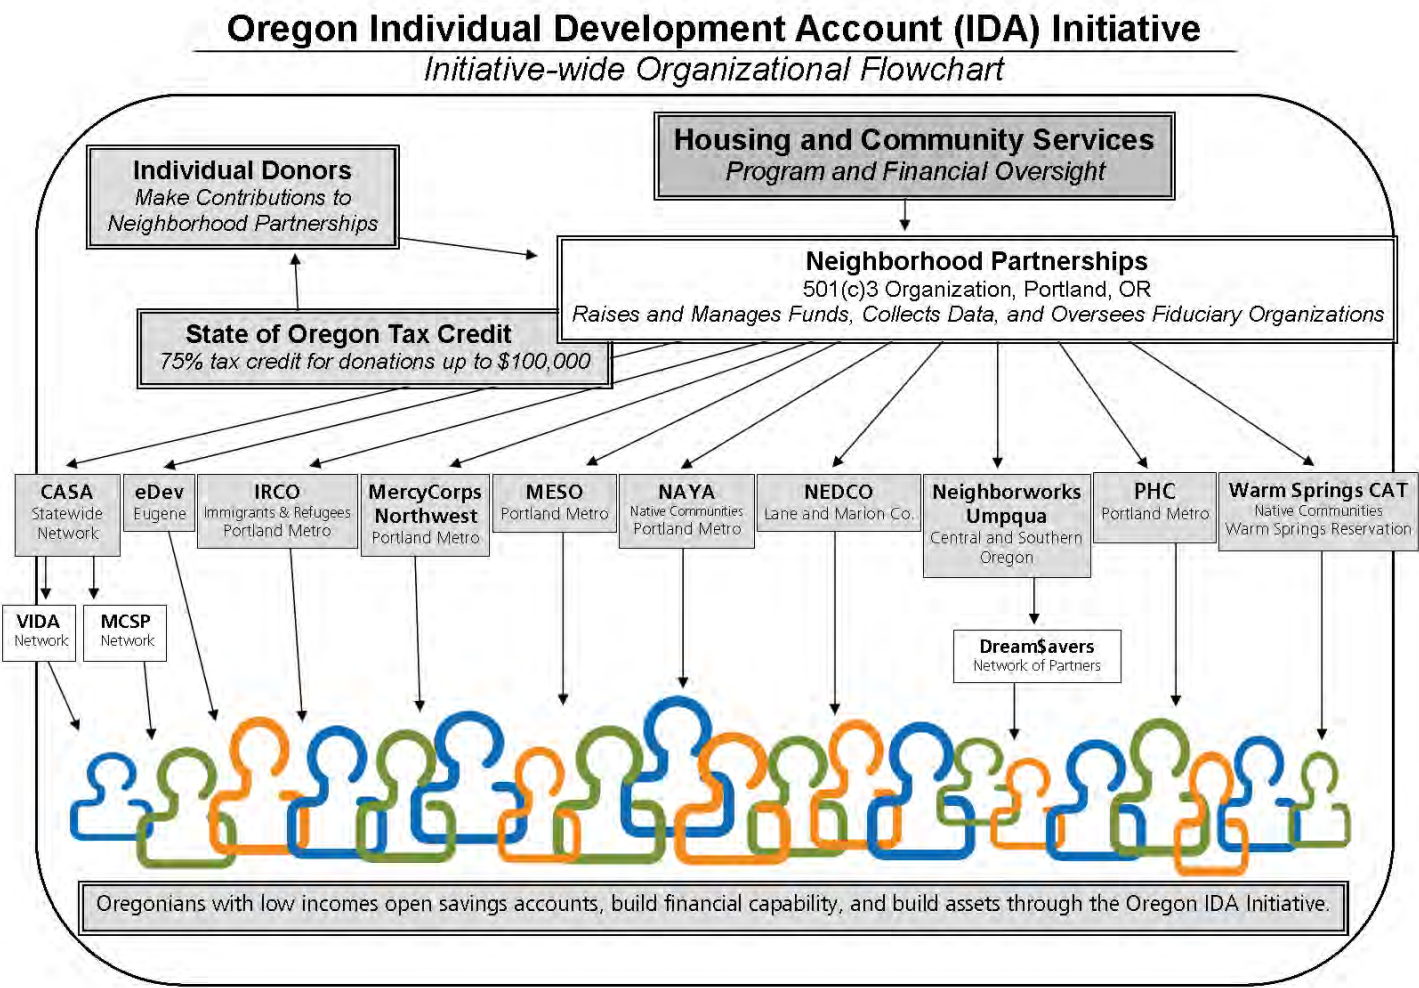 Oregon Individual Development Account (IDA) Initiative
Initiative-wide Organizational Flowchart
Housing and Community Services
Program and Financial Oversight
Individual Donors
Make Contributions to
Neighborhood Partnerships
Neighborhood Partnerships
501(c)3 Organization, Portland, OR
Raises and Manages Funds, Collects Data, and Oversees Fiduciary Organizations
State of Oregon Tax Credit
75% tax credit for donations up to $100,000
CASA
Statewide
Network
eDev
Eugene
IRCO
Immigrants & Refugees
Portland Metro
MercyCorps
Northwest
Portland Metro
MESO
Portland Metro
NAYA
Native Communities
Portland Metro
NEDCO
Lane and Marion Co.
Neighborworks
Umpqua
Central and Southern
Oregon
PHC
Portland Metro
Warm Springs CAT
Native Communities
Warm Springs Reservation
VIDA
Network
MCSP
Network
Dream$avers
Network of Partners
Oregonians with low incomes open savings accounts, build financial capability, and build assets through the Oregon IDA Initiative.